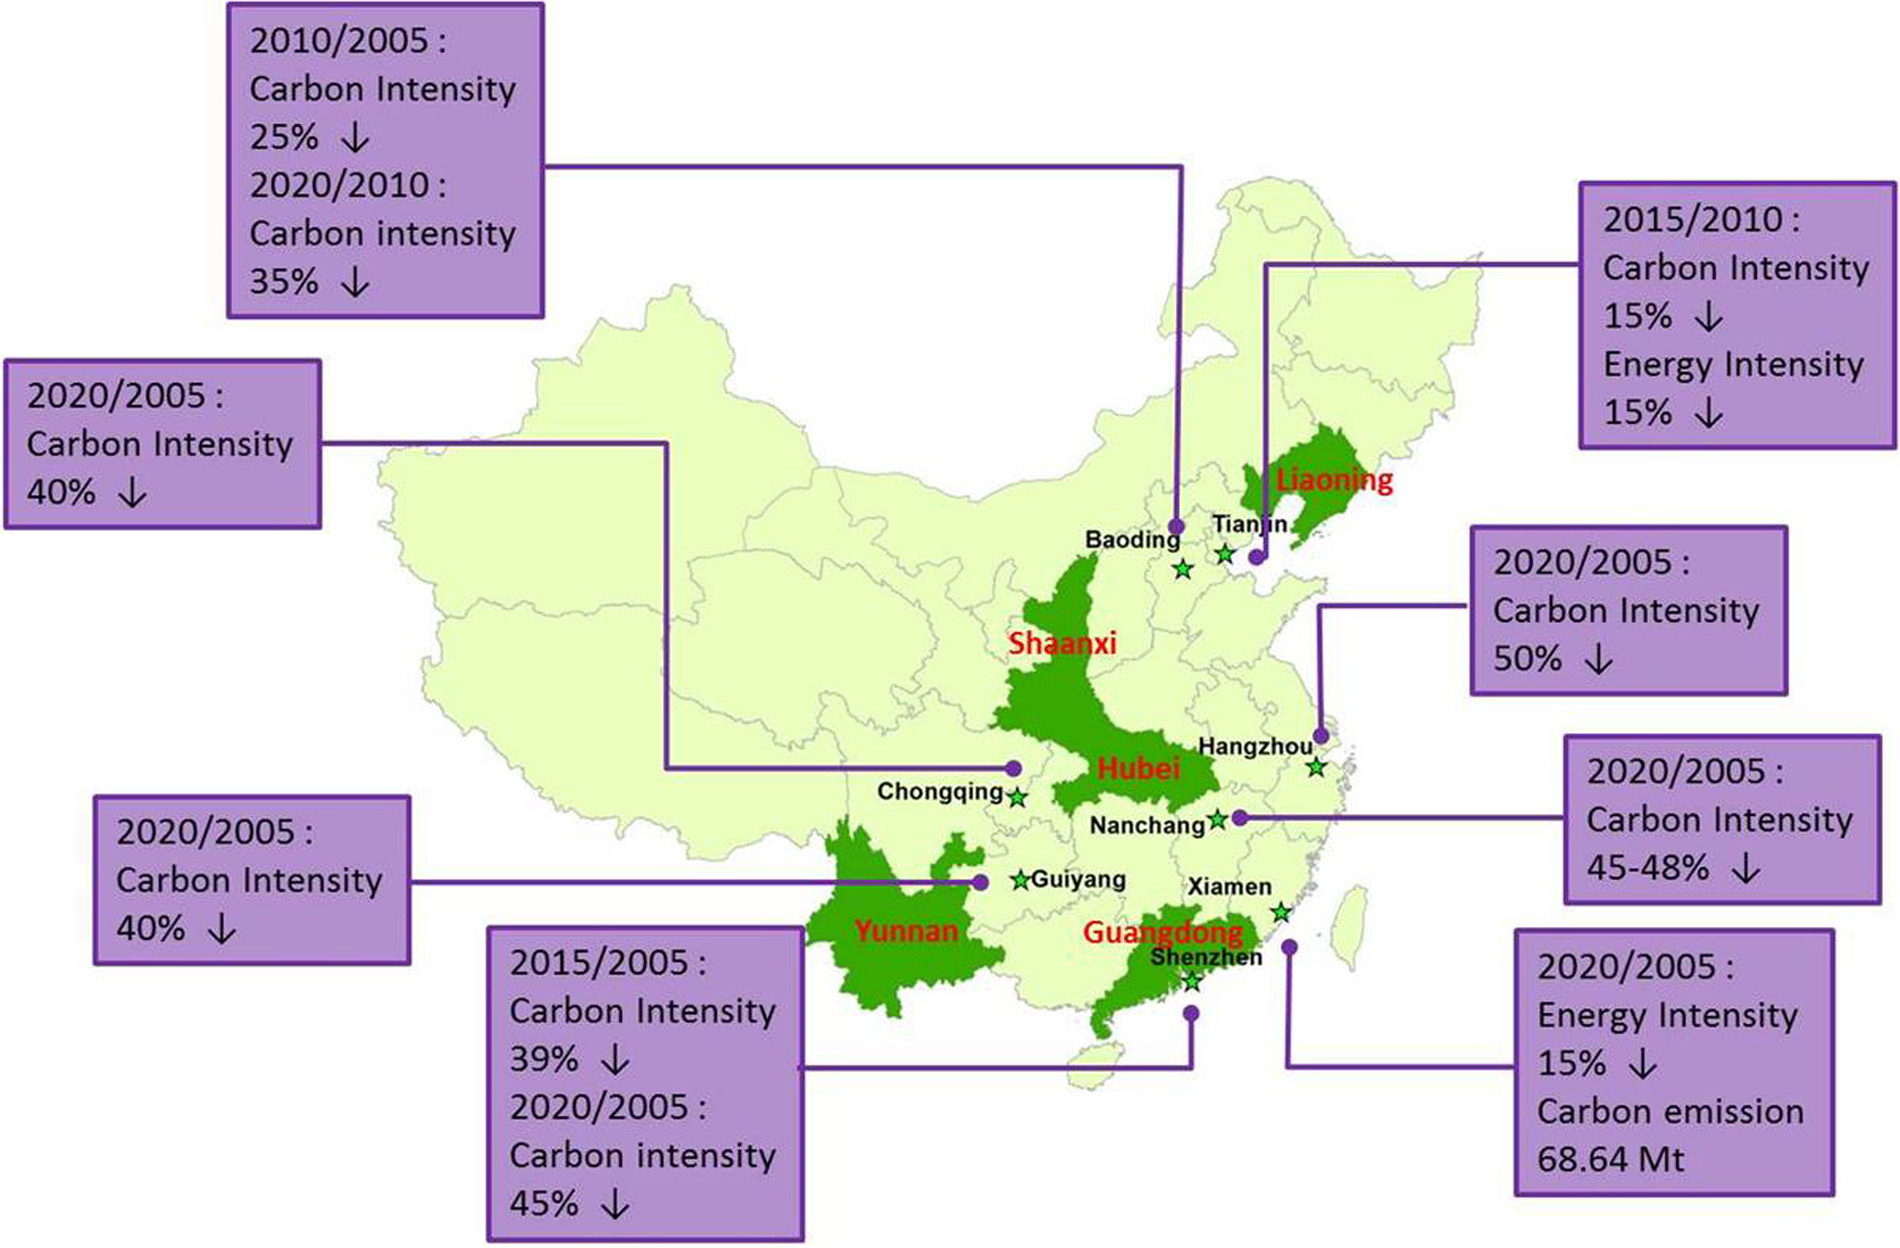 2010/2005 :
Carbon Intensity
25% ↓
2020/2010 :
Carbon intensity
35% ↓
2015/2010 :
Carbon Intensity
15% ↓
Energy Intensity
15% ↓
2020/2005 :
Carbon Intensity
40% ↓
Liaoning
Tianjin
Baoding
2020/2005 :
Carbon Intensity
50% ↓
Shaanxi
Hangzhou
Hubei
Chongqing
Nanchang
2020/2005 :
Carbon Intensity
45-48% ↓
2020/2005 :
Carbon Intensity
40% ↓
Guiyang
Xiamen
Yunnan
Guangdong
Shenzhen
2015/2005 :
Carbon Intensity
39% ↓
2020/2005 :
Carbon intensity
45% ↓
2020/2005 :
Energy Intensity
15% ↓
Carbon emission
68.64 Mt